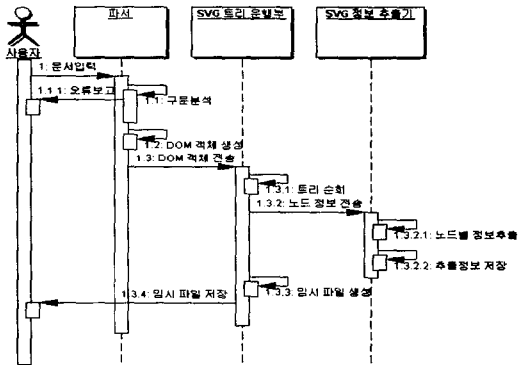 파서
SVG 트리 운행부
SVG 정보 추출기
사용자
1: 문서입력
1.1.1: 오류보고
1.1: 구문분석
1.2: DOM 객체 생성
1.3: DOM 객체 전송
1.3.1: 트리 순회
1.3.2: 노드 정보 전송
1.3.2.1: 노드별 정보추출
1.3.2.2: 추출정보 저장
1.3.3: 임시 파일 생성
1.3.4: 임시 파일 저장